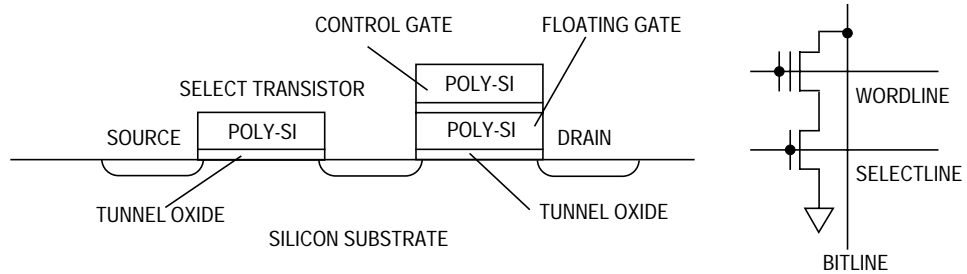 CONTROL GATE
FLOATING GATE
POLY-SI
SELECT TRANSISTOR
WORDLINE
SOURCE
POLY-SI
POLY-SI
DRAIN
SELECTLINE
TUNNEL OXIDE
TUNNEL OXIDE
SILICON SUBSTRATE
BITLINE